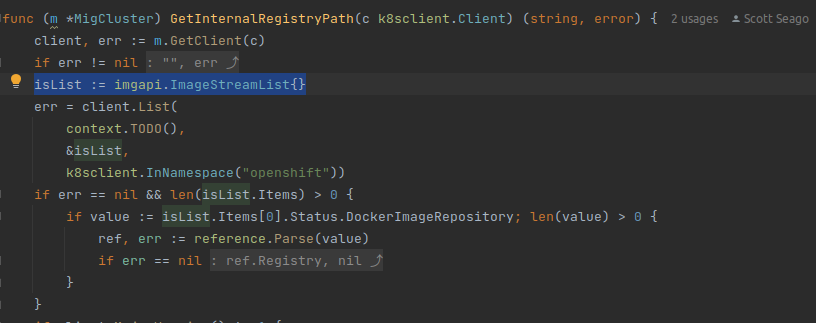 func (m *MigCluster) GetInternalRegistryPath(c k8sclient.Client) (string, error) { 2 usages Scott Seago
client, err := m.GetClient(c)
if err != nil : "", err
isList := imgapi.ImageStreamList{}
err = client.List(
context.TODO(),
&isList,
k8sclient.InNamespace("openshift"))
if err == nil && len(isList.Items) > 0 {
if value := isList.Items[0].Status.DockerImageRepository; len(value) > 0 {
ref, err := reference.Parse(value)
if err == nil : ref.Registry, nil
}
}